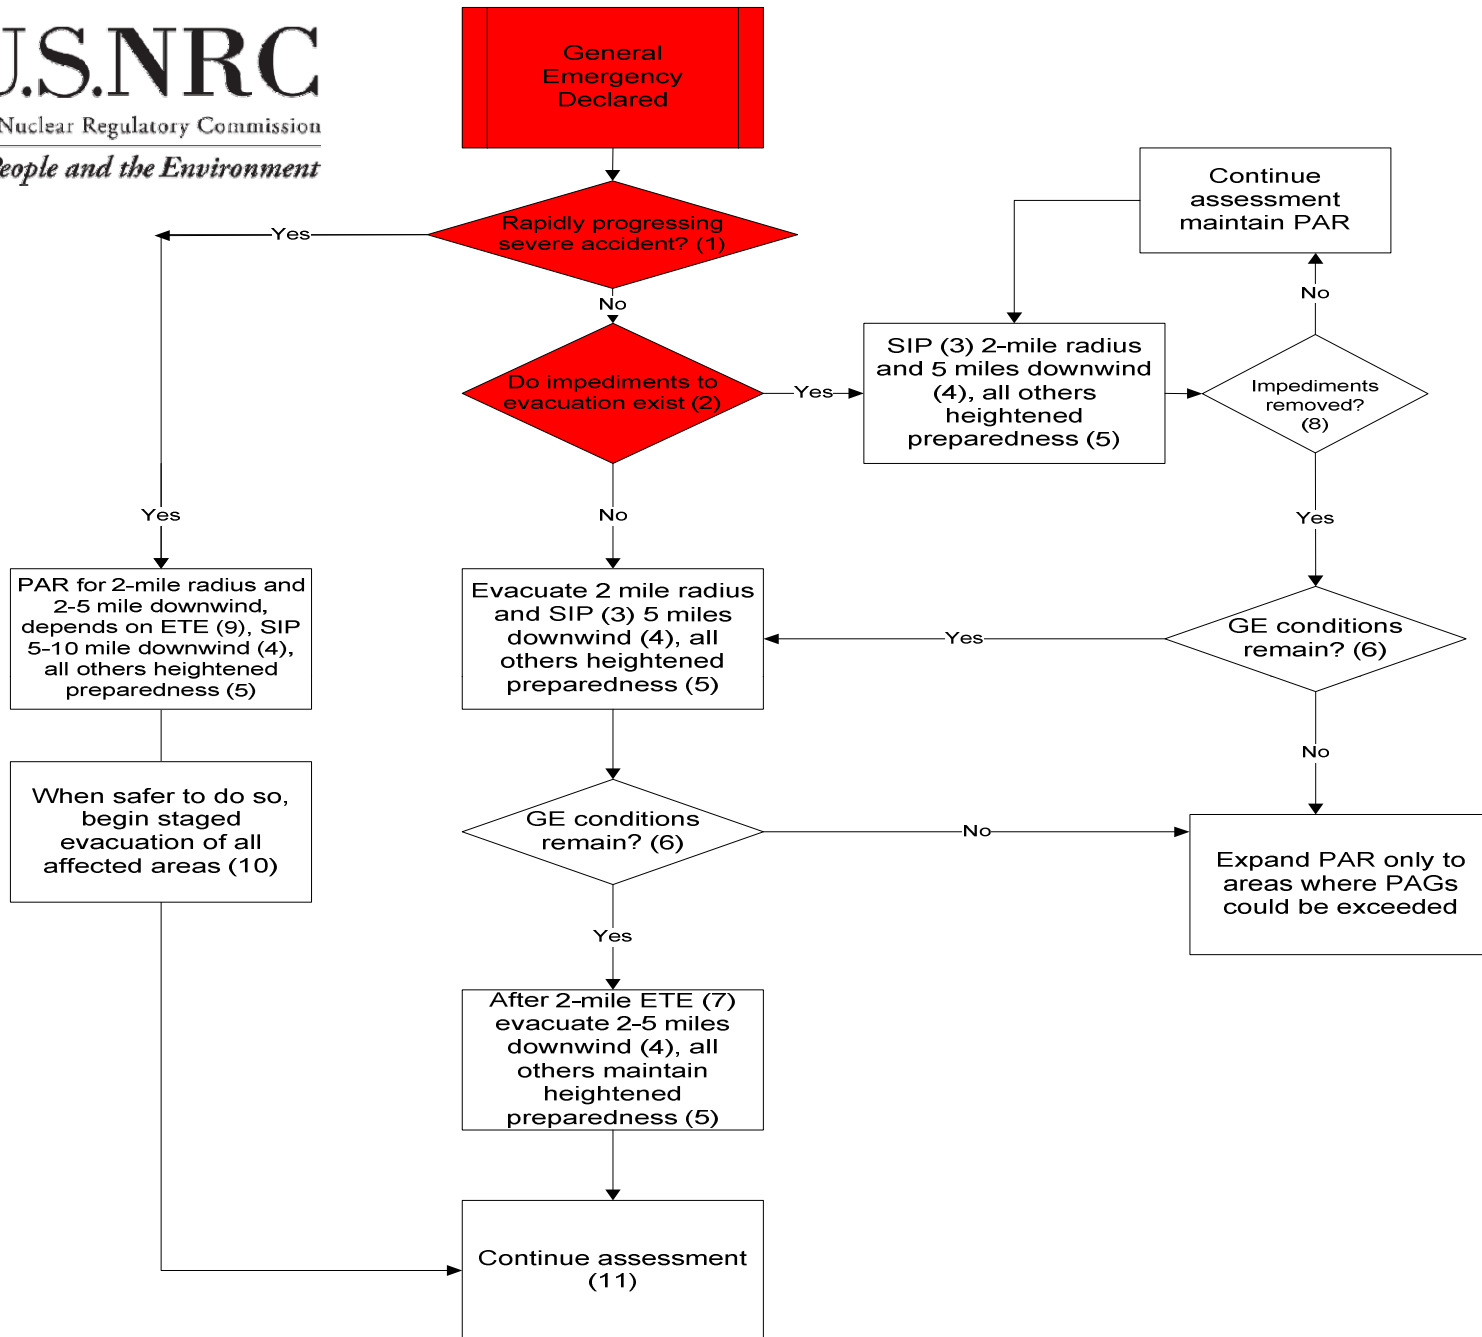 U.S.NRC
Nuclear Regulatory Commission
People and the Environment
General
Emergency
Declared
Rapidly progressing
severe accident? (1)
Yes
No
Do impediments to
evacuation exist (2)
Yes
SIP (3) 2-mile radius
and 5 miles downwind
(4), all others
heightened
preparedness (5)
Continue
assessment
maintain PAR
No
Impediments
removed?
(8)
Yes
Yes
No
PAR for 2-mile radius and
2-5 mile downwind,
depends on ETE (9), SIP
5-10 mile downwind (4),
all others heightened
preparedness (5)
Evacuate 2 mile radius
and SIP (3) 5 miles
downwind (4), all
others heightened
preparedness (5)
Yes
GE conditions
remain? (6)
No
When safer to do so,
begin staged
evacuation of all
affected areas (10)
GE conditions
remain? (6)
No
Expand PAR only to
areas where PAGs
could be exceeded
Yes
After 2-mile ETE (7)
evacuate 2-5 miles
downwind (4), all
others maintain
heightened
preparedness (5)
Continue assessment
(11)